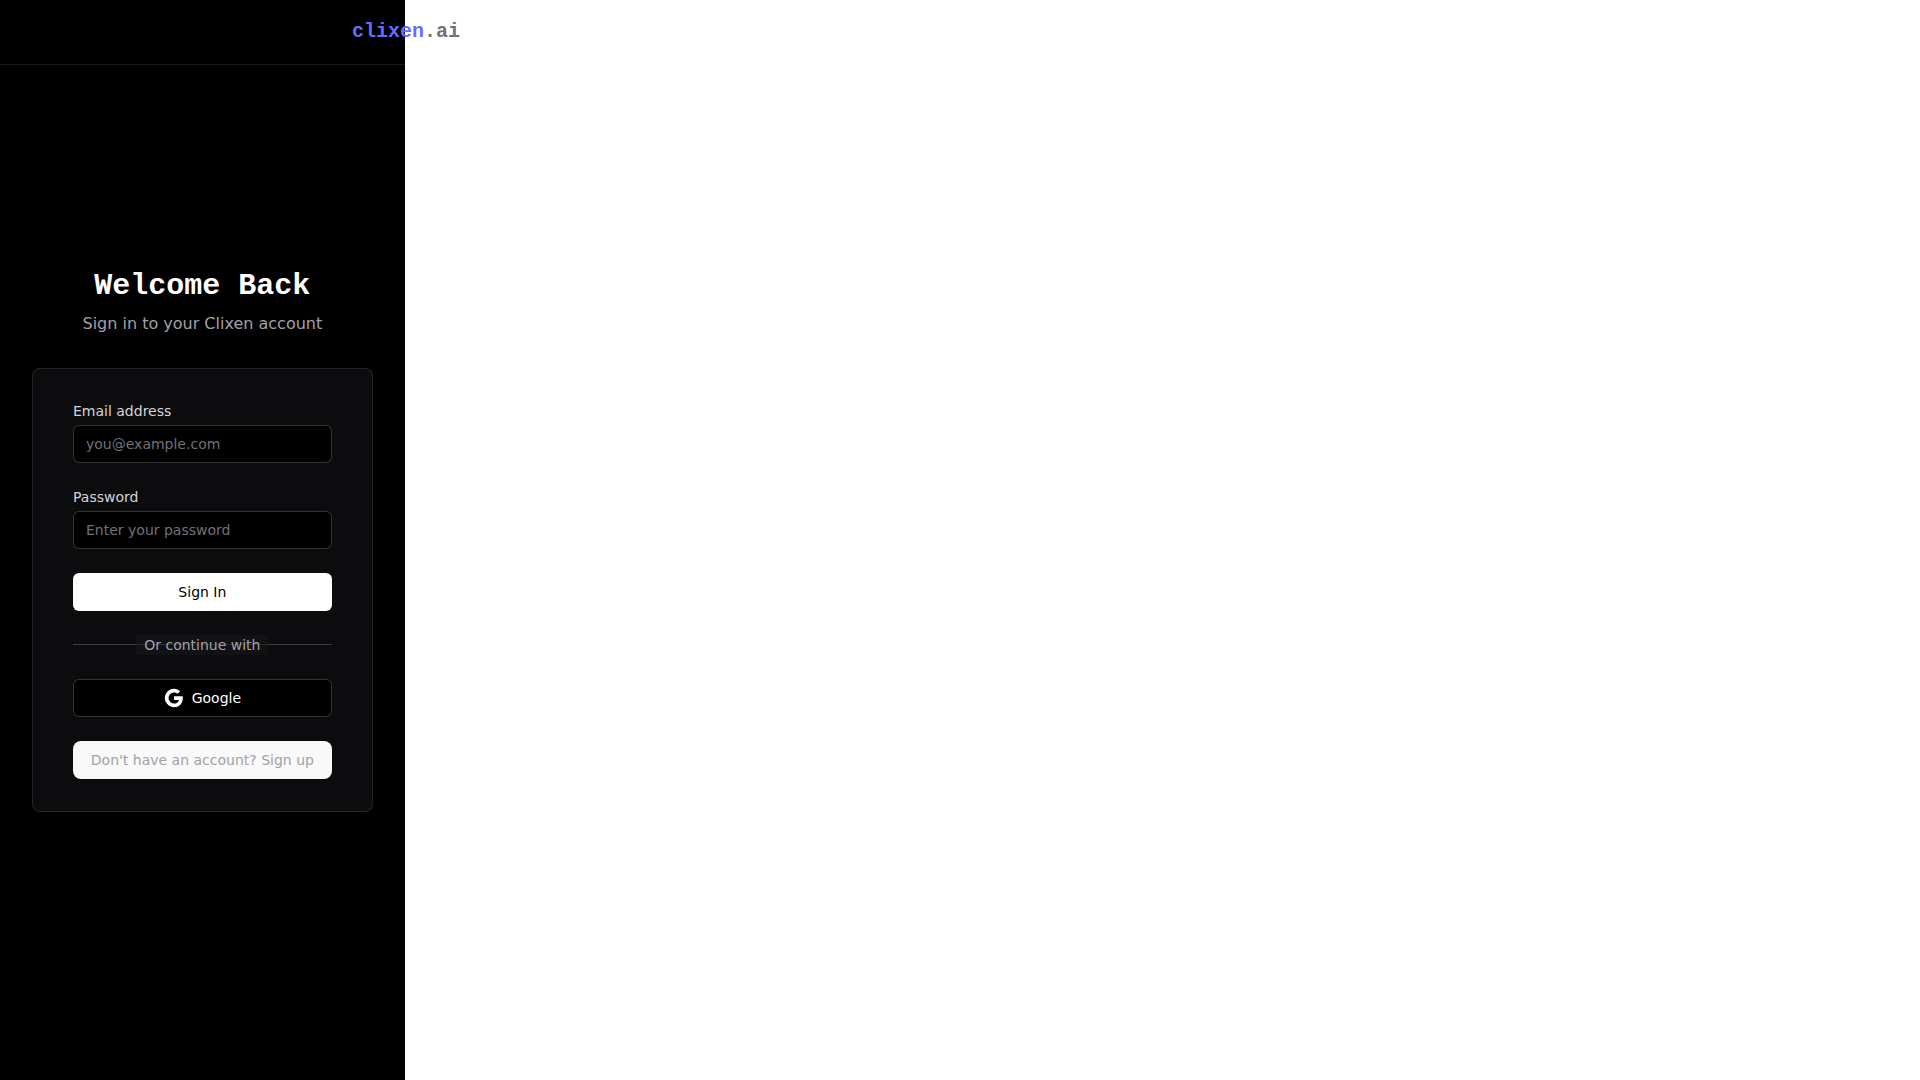 clixen.ai
Welcome Back
Sign in to your Clixen account
Email address
you@example.com
Password
Enter your password
Sign In
Or continue with
Google
Don't have an account? Sign up